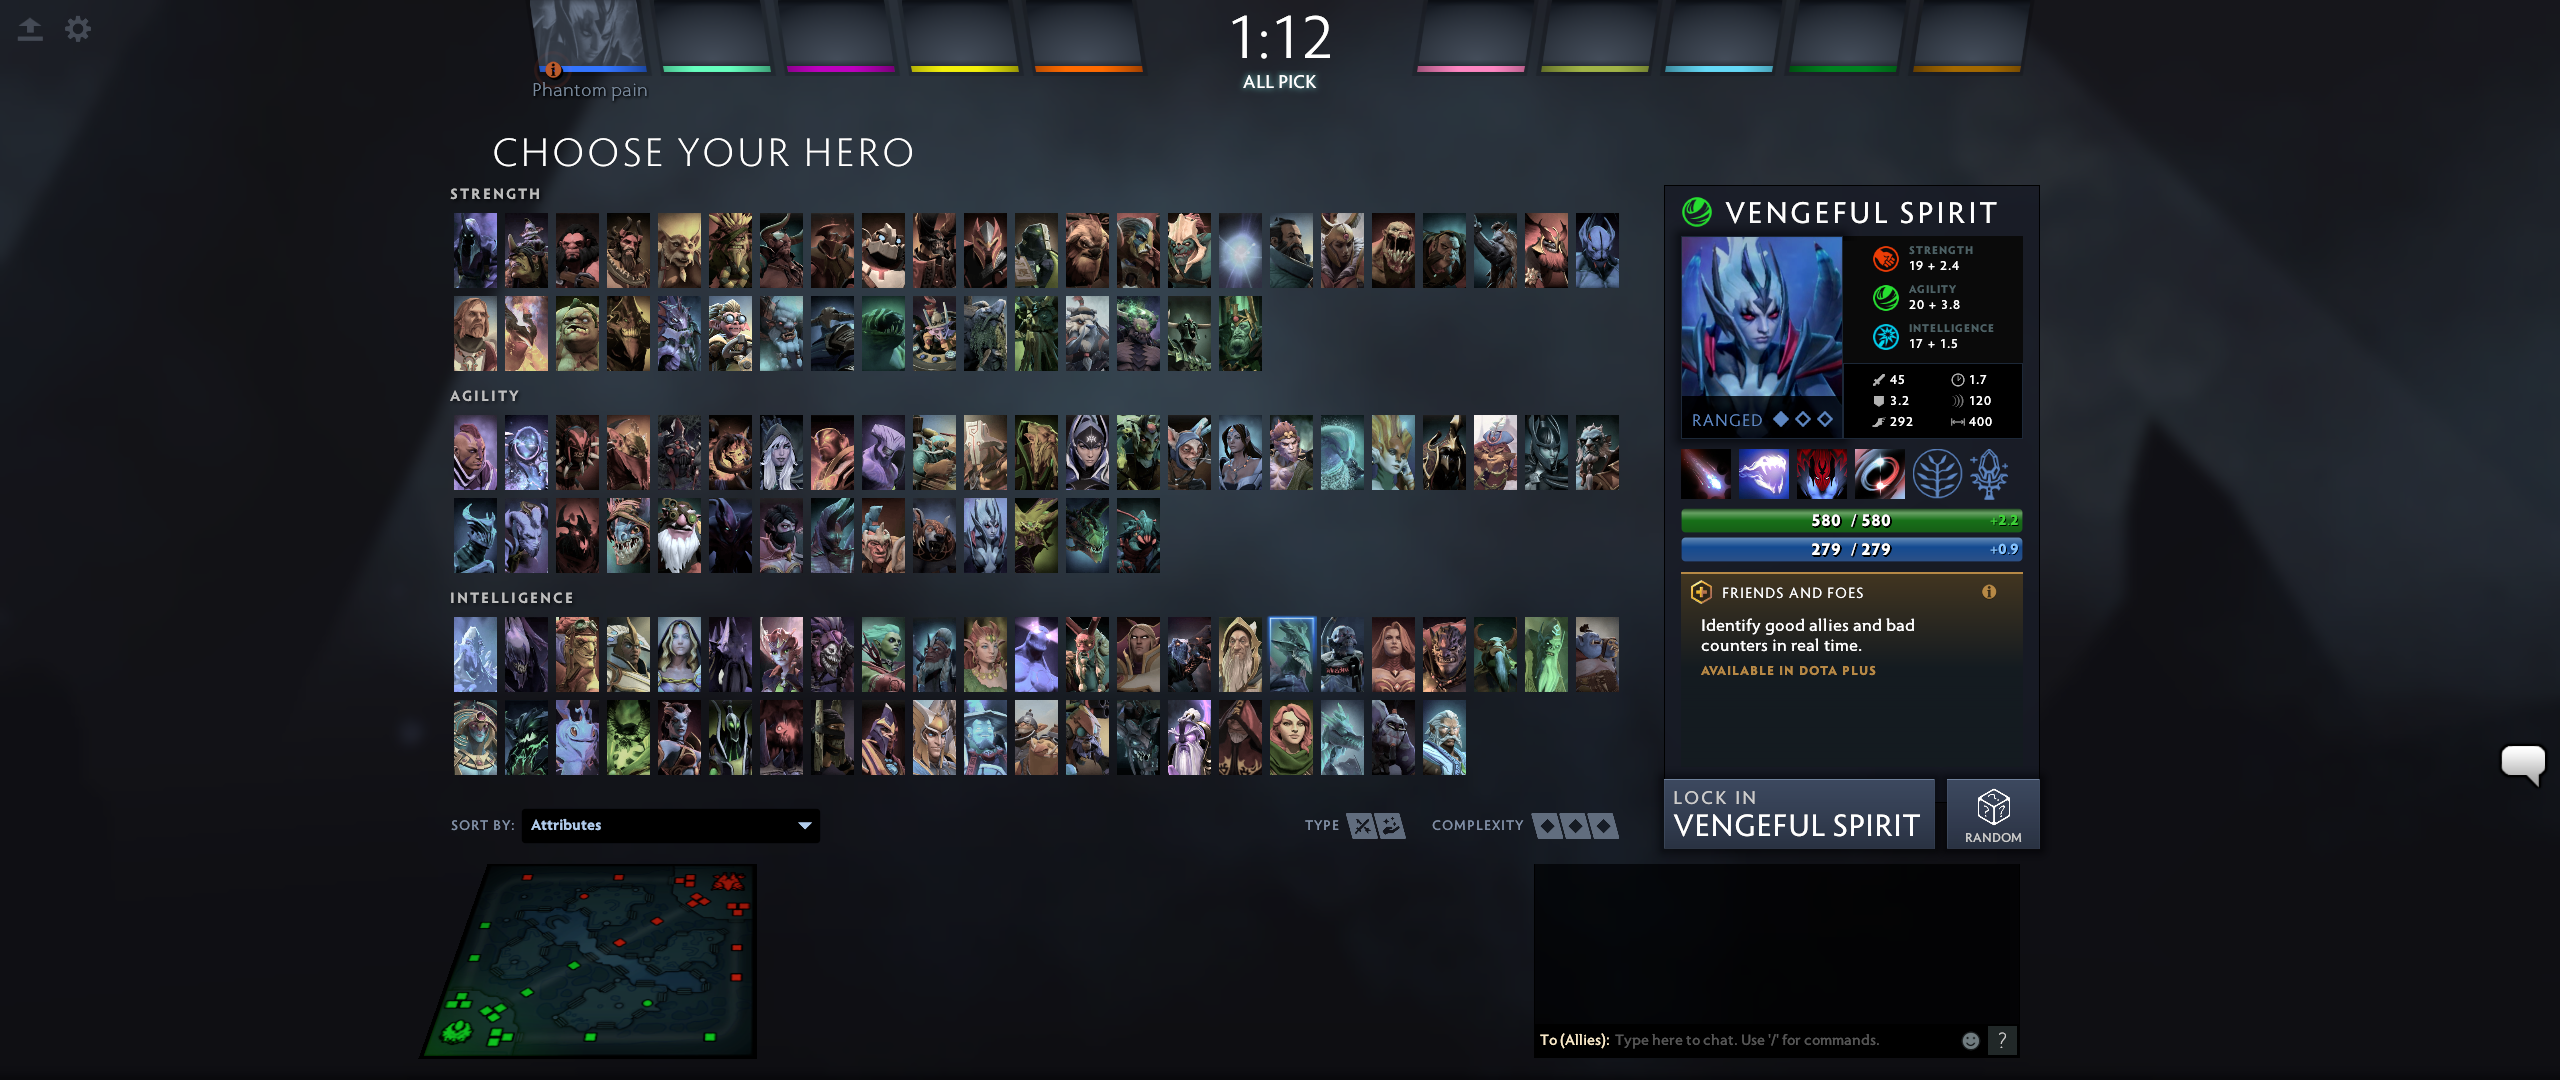 1:12
ALL PICK
Phantom pain
CHOOSE YOUR HERO
STRENGTH
AGILITY
INTELLIGENCE
SORT BY: Attributes
TYPE
COMPLEXITY
VENGEFUL SPIRIT
STRENGTH
19 + 2.4
AGILITY
20 + 3.8
INTELLIGENCE
17 + 1.5
RANGED
45 1.7
3.2 120
292 400
580 / 580 +2.2
279 / 279 +0.9
FRIENDS AND FOES
Identify good allies and bad
counters in real time.
AVAILABLE IN DOTA PLUS
LOCK IN
VENGEFUL SPIRIT
RANDOM
To (Allies): Type here to chat. Use '/' for commands.
?